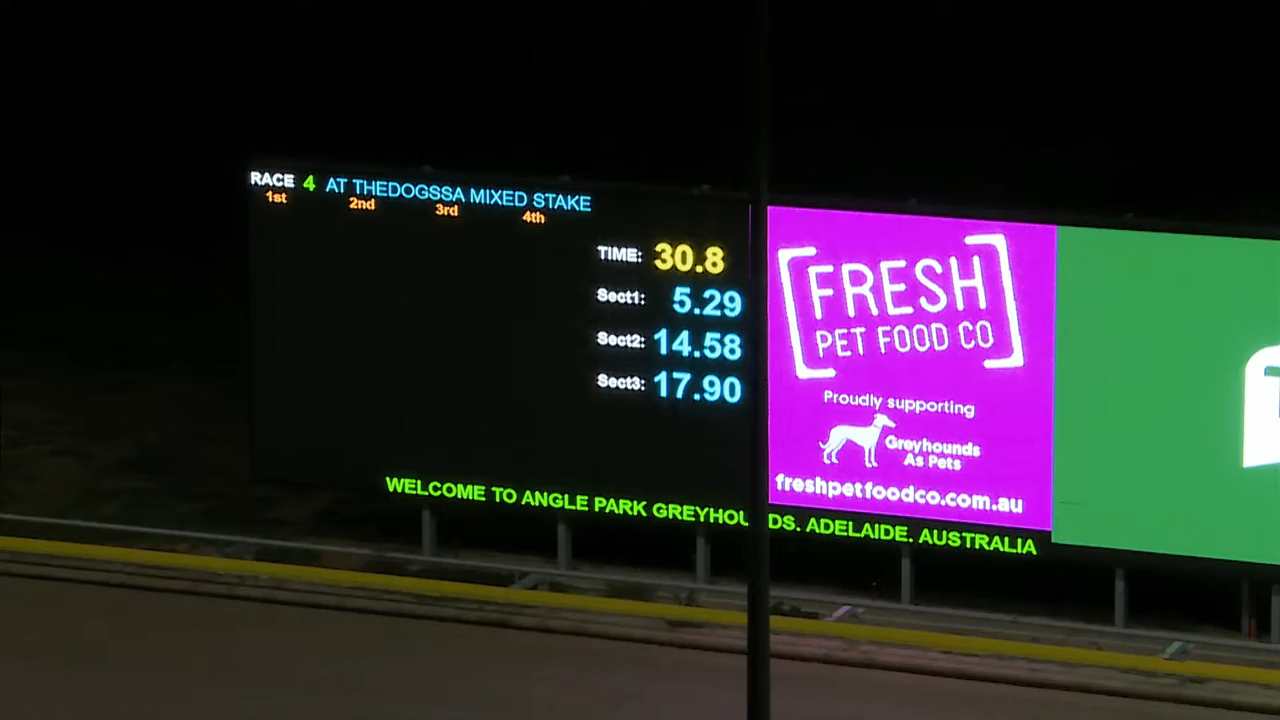 RACE 4 AT THEDOGSSA MIXED STAKE
1st 2nd 3rd 4th
TIME: 30.8
Sect1: 5.29
Sect2: 14.58
Sect3: 17.90
FRESH
PET FOOD CO
Proudly supporting
Greyhounds
As Pets
freshpetfoodco.com.au
WELCOME TO ANGLE PARK GREYHOUNDS. ADELAIDE. AUSTRALIA